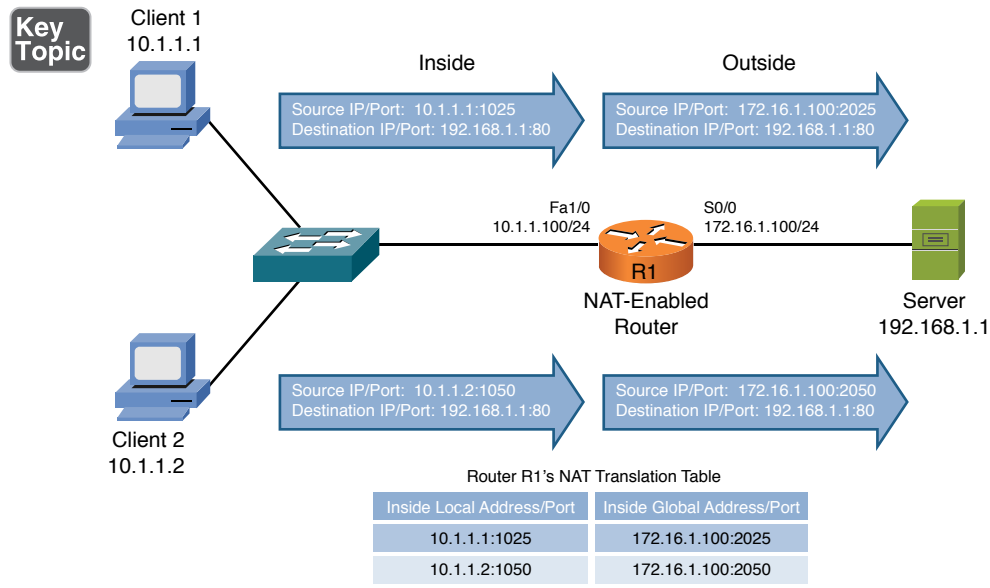 Key
Topic
Client 1
10.1.1.1
Inside
Outside
Source IP/Port:  10.1.1.1:1025
Destination IP/Port: 192.168.1.1:80
Source IP/Port:  172.16.1.100:2025
Destination IP/Port: 192.168.1.1:80
Fa1/0
10.1.1.100/24
S0/0
172.16.1.100/24
R1
NAT-Enabled
Router
Server
192.168.1.1
Client 2
10.1.1.2
Source IP/Port:  10.1.1.2:1050
Destination IP/Port: 192.168.1.1:80
Source IP/Port:  172.16.1.100:2050
Destination IP/Port: 192.168.1.1:80
Router R1's NAT Translation Table
Inside Local Address/Port
Inside Global Address/Port
10.1.1.1:1025
172.16.1.100:2025
10.1.1.2:1050
172.16.1.100:2050